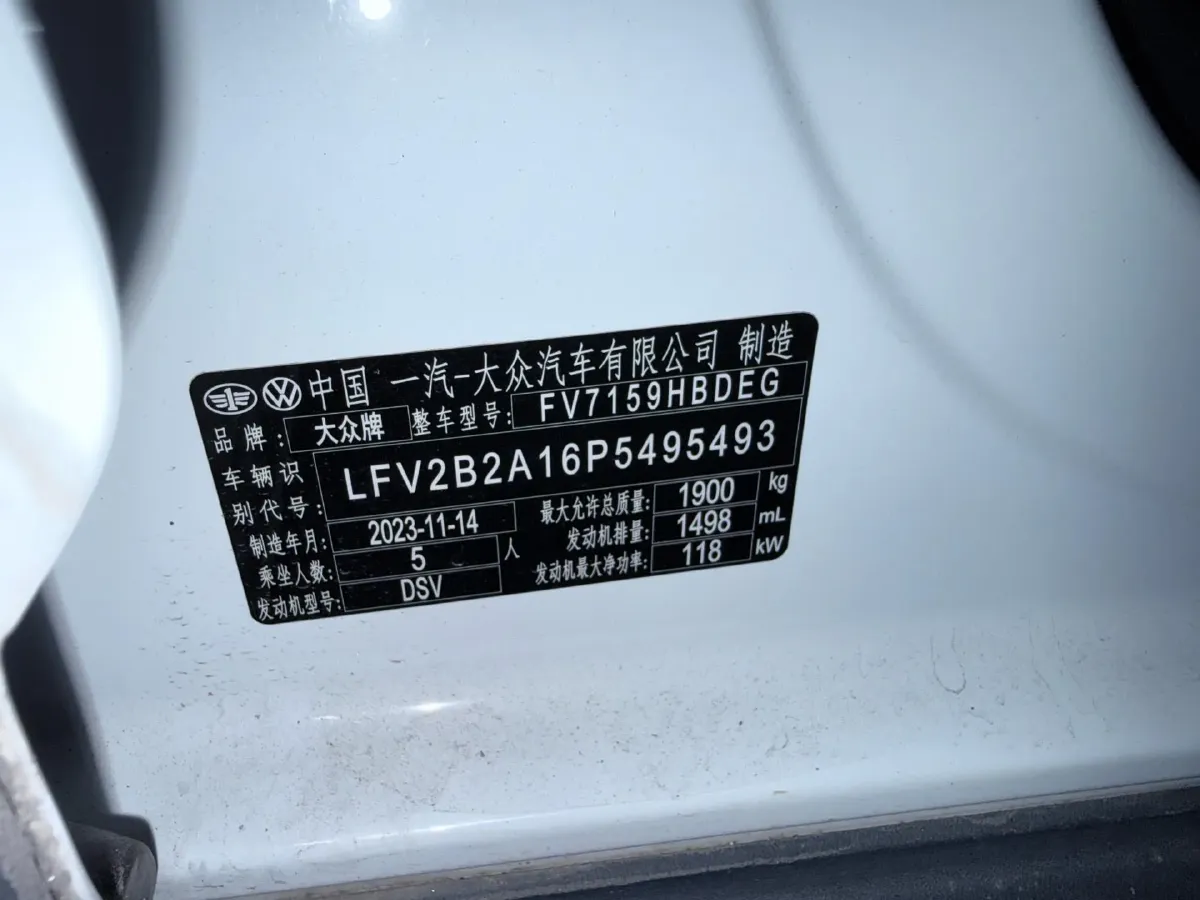 中国 一汽-大众汽车有限公司 制造
品牌: 大众牌 整车型号: FV7159HBDEG
车辆识别代号: LFV2B2A16P5495493
制造年月: 2023-11-14 最大允许总质量: 1900 kg
乘坐人数: 5 人 发动机排量: 1498 mL
发动机型号: DSV 发动机最大净功率: 118 kW